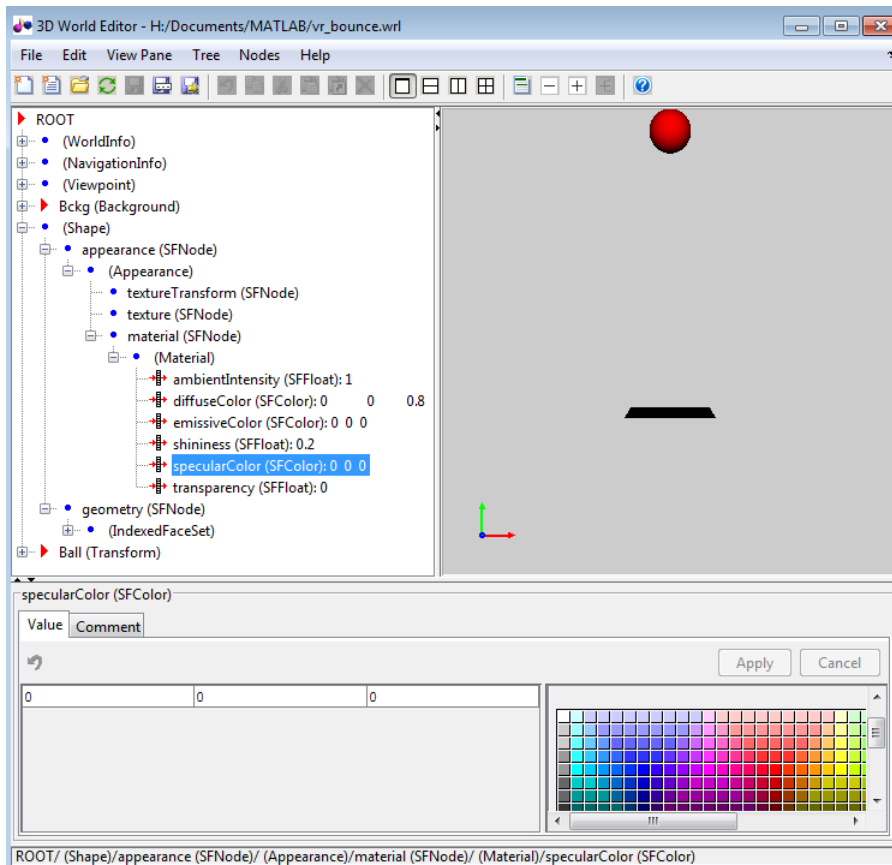 3D World Editor - H:/Documents/MATLAB/vr_bounce.wrl
File Edit View Pane Tree Nodes Help
ROOT
(WorldInfo)
(NavigationInfo)
(Viewpoint)
Bckg (Background)
(Shape)
appearance (SFNode)
(Appearance)
textureTransform (SFNode)
texture (SFNode)
material (SFNode)
(Material)
ambientIntensity (SFFloat): 1
diffuseColor (SFColor): 0 0 0.8
emissiveColor (SFColor): 0 0 0
shininess (SFFloat): 0.2
specularColor (SFColor): 0 0 0
transparency (SFFloat): 0
geometry (SFNode)
(IndexedFaceSet)
Ball (Transform)
specularColor (SFColor)
Value Comment
Apply Cancel
0 0 0
ROOT/ (Shape)/appearance (SFNode)/ (Appearance)/material (SFNode)/ (Material)/specularColor (SFColor)